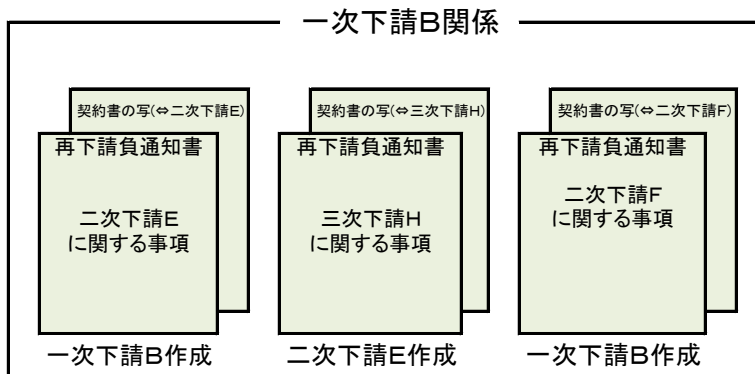 一次下請B関係
契約書の写(⇔二次下請E)
再下請負通知書
二次下請E
に関する事項
一次下請B作成
契約書の写(⇔三次下請H)
再下請負通知書
三次下請H
に関する事項
二次下請E作成
契約書の写(⇔二次下請F)
再下請負通知書
二次下請F
に関する事項
一次下請B作成